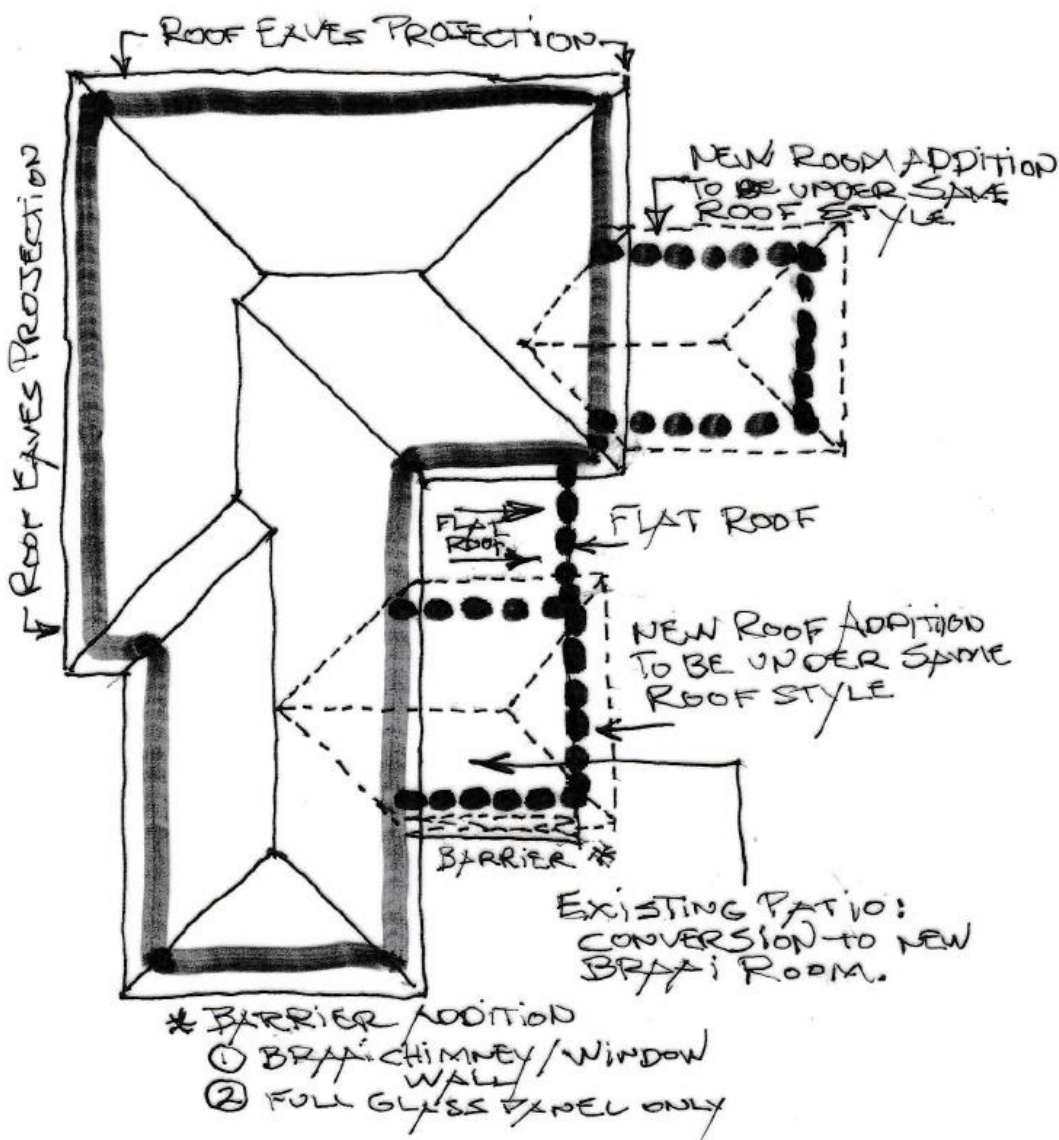 ROOF EAVES PROJECTION
ROOF EAVES PROJECTION
NEW ROOM ADDITION
TO BE UNDER SAME
ROOF STYLE
FLAT
ROOF
FLAT ROOF
NEW ROOF ADDITION
TO BE UNDER SAME
ROOF STYLE
BARRIER *
EXISTING PATIO:
CONVERSION TO NEW
BRAAI ROOM.
* BARRIER ADDITION
① BRAAI CHIMNEY/WINDOW
WALL
② FULL GLASS PANEL ONLY